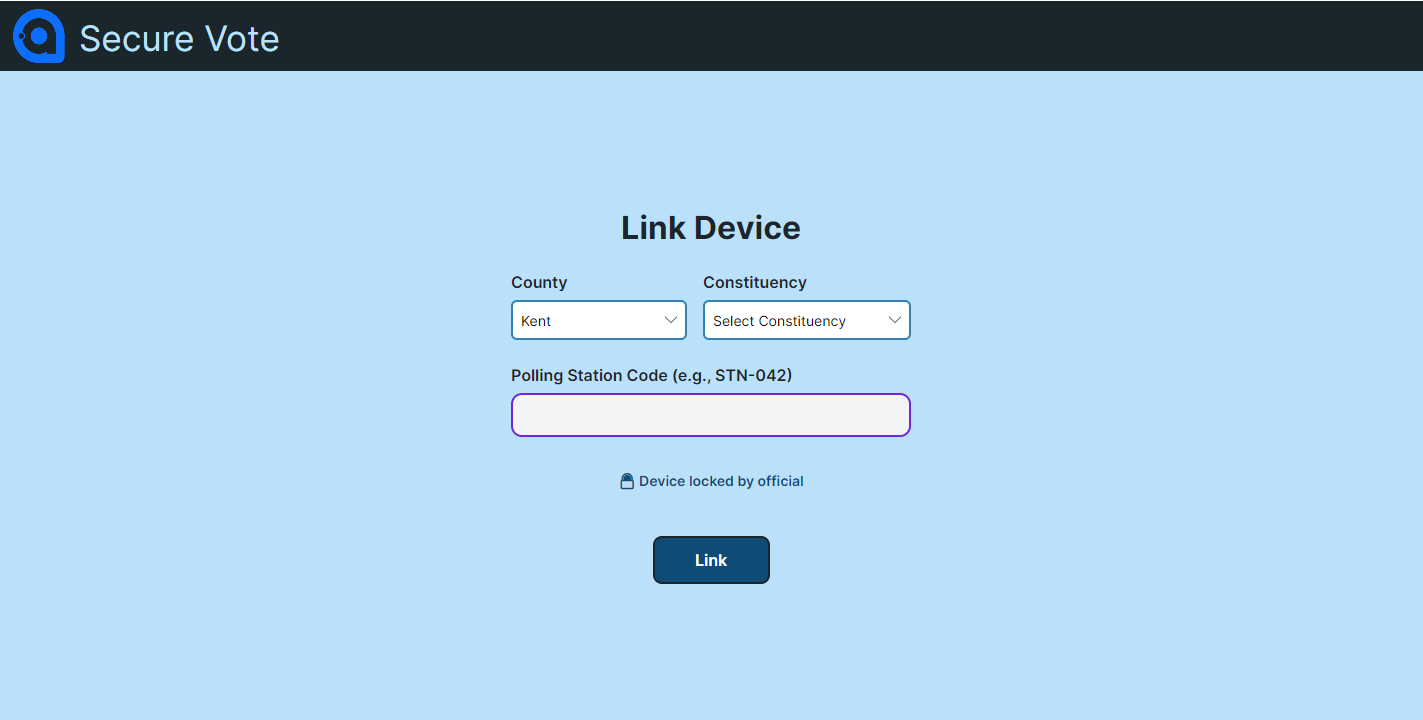 Secure Vote
Link Device
County
Constituency
Kent
Select Constituency
Polling Station Code (e.g., STN-042)
Device locked by official
Link